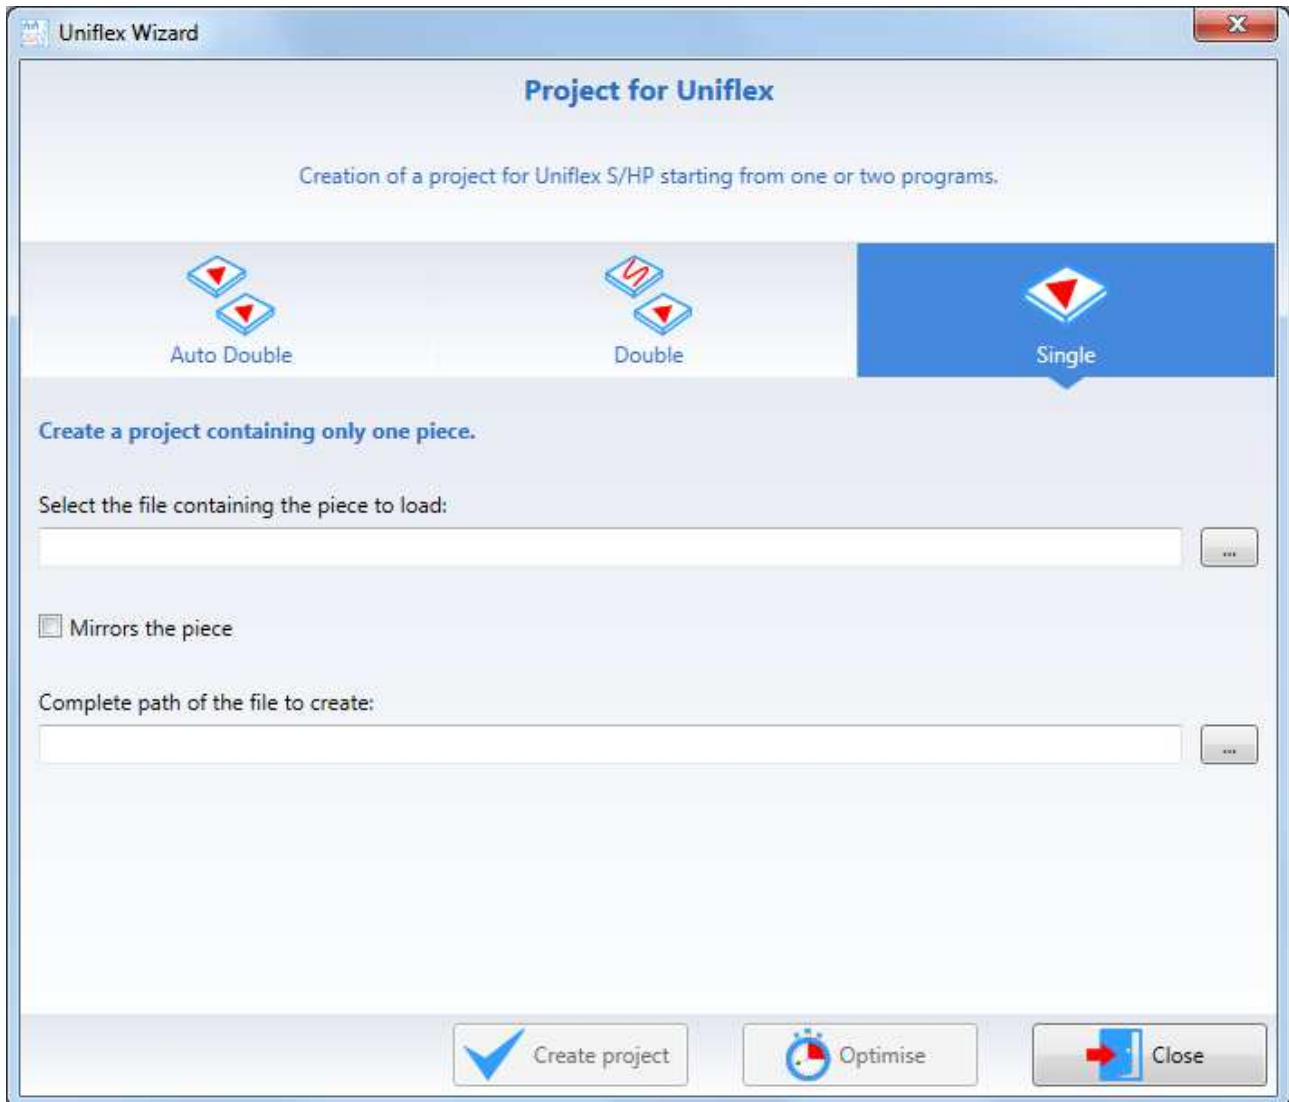 Uniflex Wizard
Project for Uniflex
Creation of a project for Uniflex S/HP starting from one or two programs.
Auto Double
Double
Single
Create a project containing only one piece.
Select the file containing the piece to load:
...
Mirrors the piece
Complete path of the file to create:
...
Create project
Optimise
Close